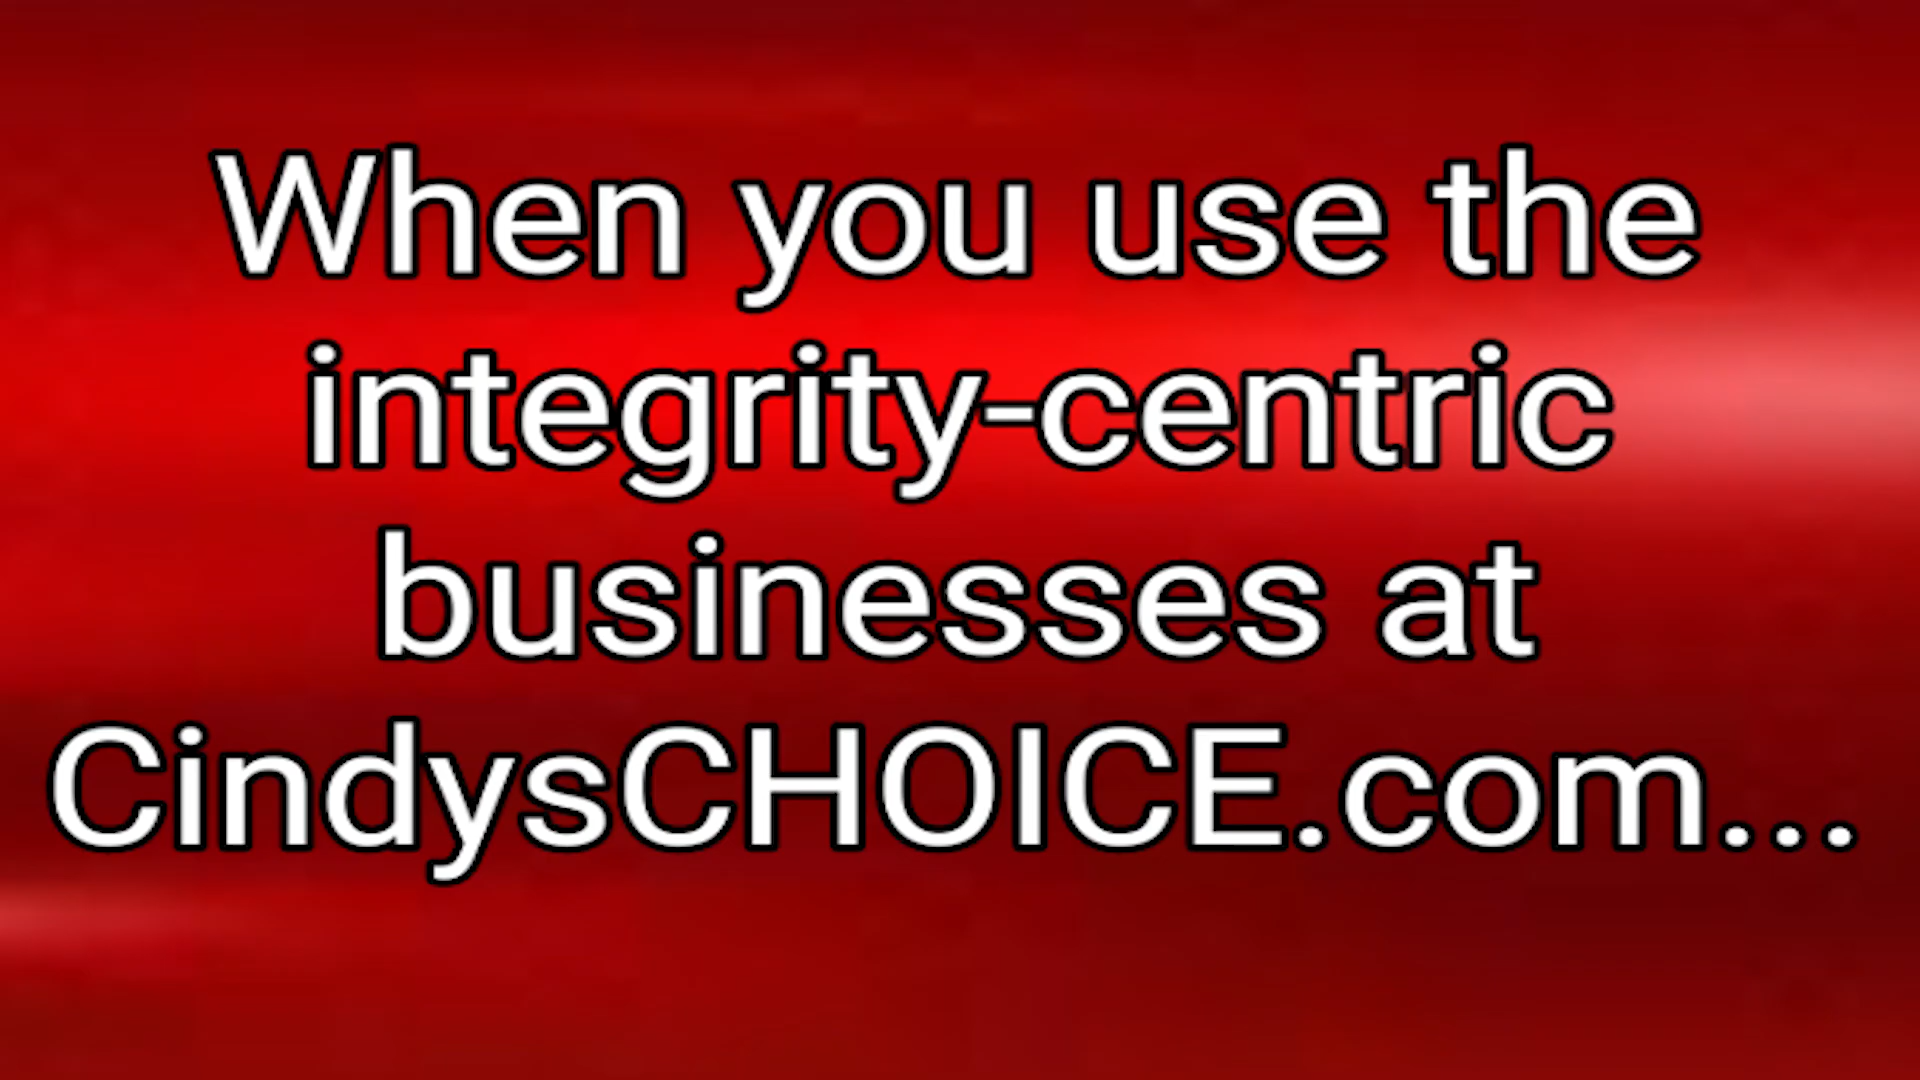 When you use the
integrity-centric
businesses at
CindysCHOICE.com...